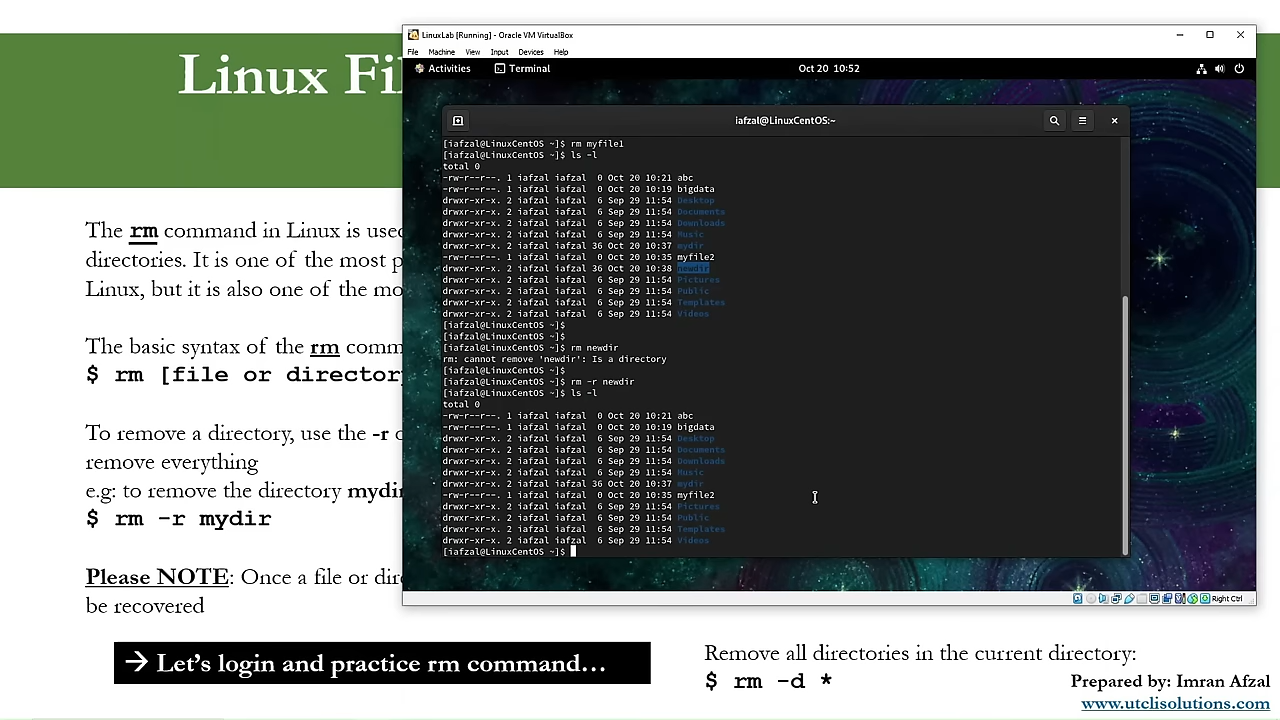 Linux Fil
The rm command in Linux is used
directories. It is one of the most p
Linux, but it is also one of the mo
The basic syntax of the rm comm
$ rm [file or directory
To remove a directory, use the -r o
remove everything
e.g: to remove the directory mydir
$ rm -r mydir
Please NOTE: Once a file or dire
be recovered
→ Let's login and practice rm command…
Remove all directories in the current directory:
$ rm -d *
Prepared by: Imran Afzal
www.utclisolutions.com
LinuxLab [Running] - Oracle VM VirtualBox
File Machine View Input Devices Help
Activities Terminal Oct 20 10:52
iafzal@LinuxCentOS:~
[iafzal@LinuxCentOS ~]$ rm myfile1
[iafzal@LinuxCentOS ~]$ ls -l
total 0
-rw-r--r--. 1 iafzal iafzal 0 Oct 20 10:21 abc
-rw-r--r--. 1 iafzal iafzal 0 Oct 20 10:19 bigdata
drwxr-xr-x. 2 iafzal iafzal 6 Sep 29 11:54 Desktop
drwxr-xr-x. 2 iafzal iafzal 6 Sep 29 11:54 Documents
drwxr-xr-x. 2 iafzal iafzal 6 Sep 29 11:54 Downloads
drwxr-xr-x. 2 iafzal iafzal 6 Sep 29 11:54 Music
drwxr-xr-x. 2 iafzal iafzal 36 Oct 20 10:37 mydir
-rw-r--r--. 1 iafzal iafzal 0 Oct 20 10:35 myfile2
drwxr-xr-x. 2 iafzal iafzal 36 Oct 20 10:38 newdir
drwxr-xr-x. 2 iafzal iafzal 6 Sep 29 11:54 Pictures
drwxr-xr-x. 2 iafzal iafzal 6 Sep 29 11:54 Public
drwxr-xr-x. 2 iafzal iafzal 6 Sep 29 11:54 Templates
drwxr-xr-x. 2 iafzal iafzal 6 Sep 29 11:54 Videos
[iafzal@LinuxCentOS ~]$
[iafzal@LinuxCentOS ~]$
[iafzal@LinuxCentOS ~]$ rm newdir
rm: cannot remove 'newdir': Is a directory
[iafzal@LinuxCentOS ~]$
[iafzal@LinuxCentOS ~]$ rm -r newdir
[iafzal@LinuxCentOS ~]$ ls -l
total 0
-rw-r--r--. 1 iafzal iafzal 0 Oct 20 10:21 abc
-rw-r--r--. 1 iafzal iafzal 0 Oct 20 10:19 bigdata
drwxr-xr-x. 2 iafzal iafzal 6 Sep 29 11:54 Desktop
drwxr-xr-x. 2 iafzal iafzal 6 Sep 29 11:54 Documents
drwxr-xr-x. 2 iafzal iafzal 6 Sep 29 11:54 Downloads
drwxr-xr-x. 2 iafzal iafzal 6 Sep 29 11:54 Music
drwxr-xr-x. 2 iafzal iafzal 36 Oct 20 10:37 mydir
-rw-r--r--. 1 iafzal iafzal 0 Oct 20 10:35 myfile2
drwxr-xr-x. 2 iafzal iafzal 6 Sep 29 11:54 Pictures
drwxr-xr-x. 2 iafzal iafzal 6 Sep 29 11:54 Public
drwxr-xr-x. 2 iafzal iafzal 6 Sep 29 11:54 Templates
drwxr-xr-x. 2 iafzal iafzal 6 Sep 29 11:54 Videos
[iafzal@LinuxCentOS ~]$
Right Ctrl